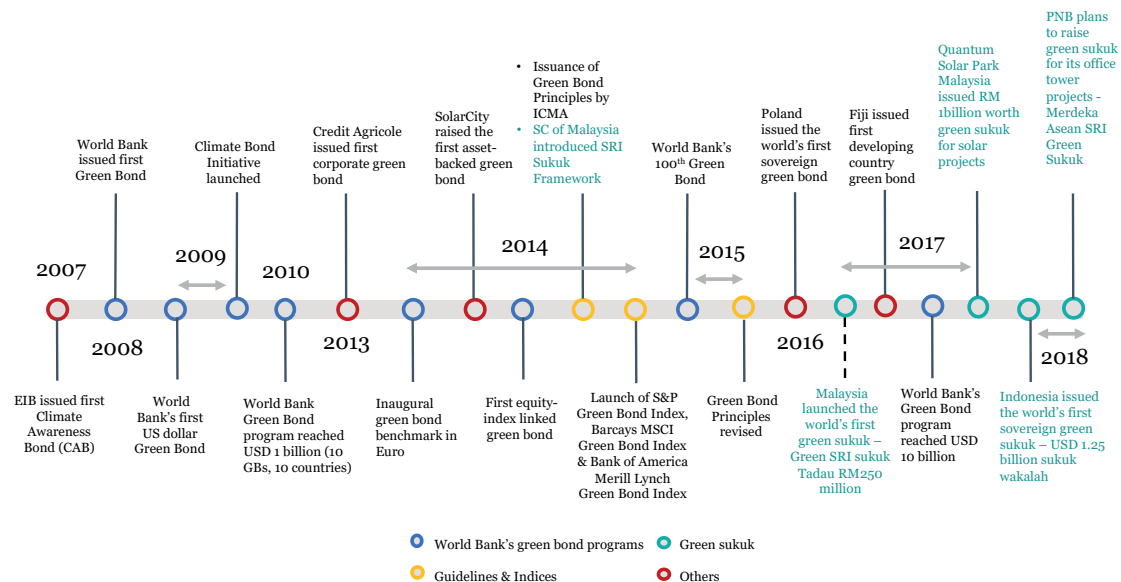 World Bank
issued first
Green Bond
Climate Bond
Initiative
launched
Credit Agricole
issued first
corporate green
bond
SolarCity
raised the
first asset-
backed green
bond
• Issuance of
Green Bond
Principles by
ICMA
• SC of Malaysia
introduced SRI
Sukuk
Framework
World Bank's
100th Green
Bond
Poland
issued the
world's first
sovereign
green bond
Fiji issued
first
developing
country
green bond
Quantum
Solar Park
Malaysia
issued RM
1billion worth
green sukuk
for solar
projects
PNB plans
to raise
green sukuk
for its office
tower
projects -
Merdeka
Asean SRI
Green
Sukuk
2007
2008
2009
2010
2013
2014
2015
2016
2017
2018
EIB issued first
Climate
Awareness
Bond (CAB)
World
Bank's first
US dollar
Green Bond
World Bank
Green Bond
program reached
USD 1 billion (10
GBs, 10 countries)
Inaugural
green bond
benchmark in
Euro
First equity-
index linked
green bond
Launch of S&P
Green Bond Index,
Barcays MSCI
Green Bond Index
& Bank of America
Merill Lynch
Green Bond Index
Green Bond
Principles
revised
Malaysia
launched the
world's first
green sukuk –
Green SRI sukuk
Tadau RM250
million
World Bank's
Green Bond
program
reached USD
10 billion
Indonesia issued
the world's first
sovereign green
sukuk – USD 1.25
billion sukuk
wakalah
World Bank's green bond programs
Green sukuk
Guidelines & Indices
Others